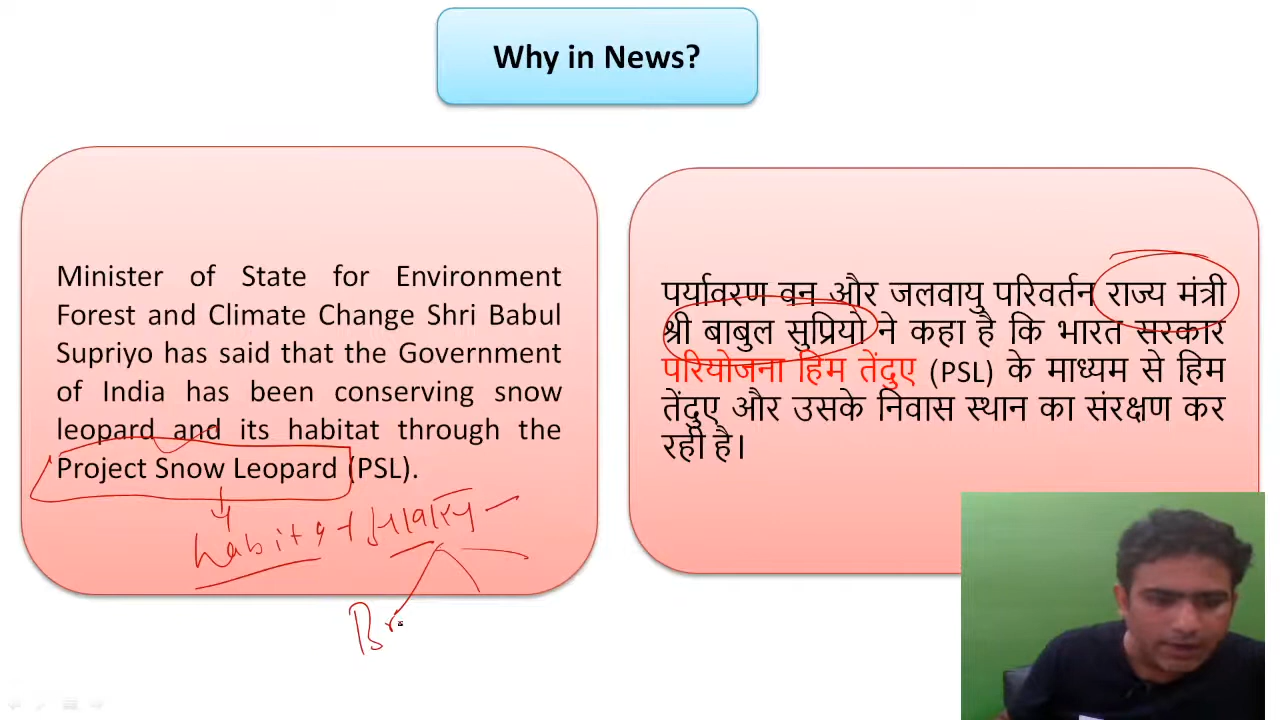 Why in News?
Minister of State for Environment
Forest and Climate Change Shri Babul
Supriyo has said that the Government
of India has been conserving snow
leopard and its habitat through the
Project Snow Leopard (PSL).
पर्यावरण वन और जलवायु परिवर्तन राज्य मंत्री
श्री बाबुल सुप्रियो ने कहा है कि भारत सरकार
परियोजना हिम तेंदुए (PSL) के माध्यम से हिम
तेंदुए और उसके निवास स्थान का संरक्षण कर
रही है।
Br